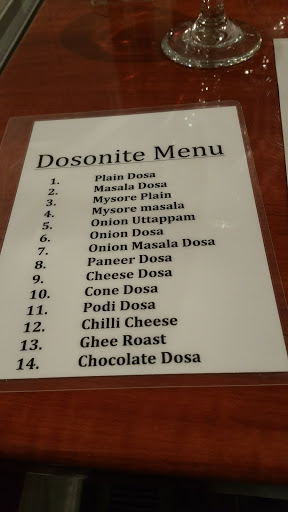 Dosonite Menu
1. Plain Dosa
2. Masala Dosa
3. Mysore Plain
4. Mysore masala
5. Onion Uttappam
6. Onion Dosa
7. Onion Masala Dosa
8. Paneer Dosa
9. Cheese Dosa
10. Cone Dosa
11. Podi Dosa
12. Chilli Cheese
13. Ghee Roast
14. Chocolate Dosa